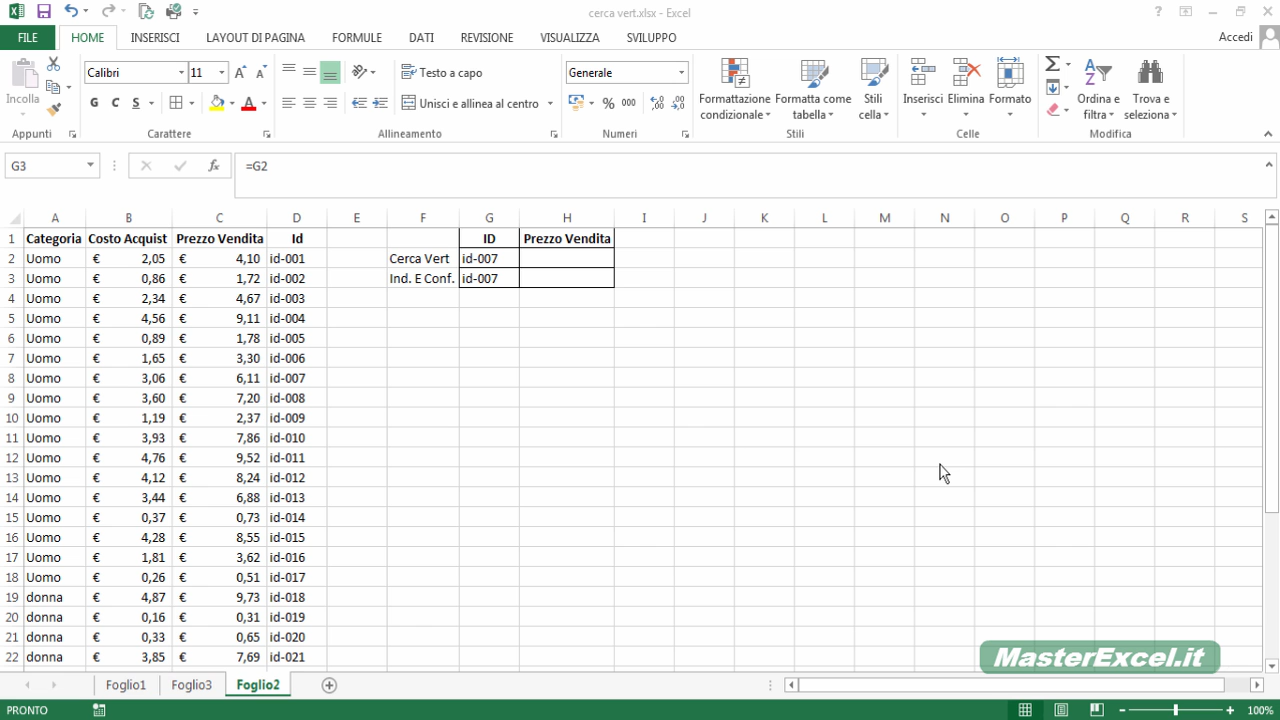 cerca vert.xlsx - Excel
?
FILE HOME INSERISCI LAYOUT DI PAGINA FORMULE DATI REVISIONE VISUALIZZA SVILUPPO Accedi
Incolla
Appunti
Calibri 11
G C S
Carattere
Testo a capo
Unisci e allinea al centro
Allineamento
Generale
% 000
Numeri
Formattazione condizionale
Formatta come tabella
Stili cella
Stili
Inserisci Elimina Formato
Celle
Ordina e filtra
Trova e seleziona
Modifica
G3 fx =G2
A B C D E F G H I J K L M N O P Q R S
1 Categoria Costo Acquist Prezzo Vendita Id ID Prezzo Vendita
2 Uomo € 2,05 € 4,10 id-001 Cerca Vert id-007
3 Uomo € 0,86 € 1,72 id-002 Ind. E Conf. id-007
4 Uomo € 2,34 € 4,67 id-003
5 Uomo € 4,56 € 9,11 id-004
6 Uomo € 0,89 € 1,78 id-005
7 Uomo € 1,65 € 3,30 id-006
8 Uomo € 3,06 € 6,11 id-007
9 Uomo € 3,60 € 7,20 id-008
10 Uomo € 1,19 € 2,37 id-009
11 Uomo € 3,93 € 7,86 id-010
12 Uomo € 4,76 € 9,52 id-011
13 Uomo € 4,12 € 8,24 id-012
14 Uomo € 3,44 € 6,88 id-013
15 Uomo € 0,37 € 0,73 id-014
16 Uomo € 4,28 € 8,55 id-015
17 Uomo € 1,81 € 3,62 id-016
18 Uomo € 0,26 € 0,51 id-017
19 donna € 4,87 € 9,73 id-018
20 donna € 0,16 € 0,31 id-019
21 donna € 0,33 € 0,65 id-020
22 donna € 3,85 € 7,69 id-021
MasterExcel.it
Foglio1 Foglio3 Foglio2
PRONTO 100%